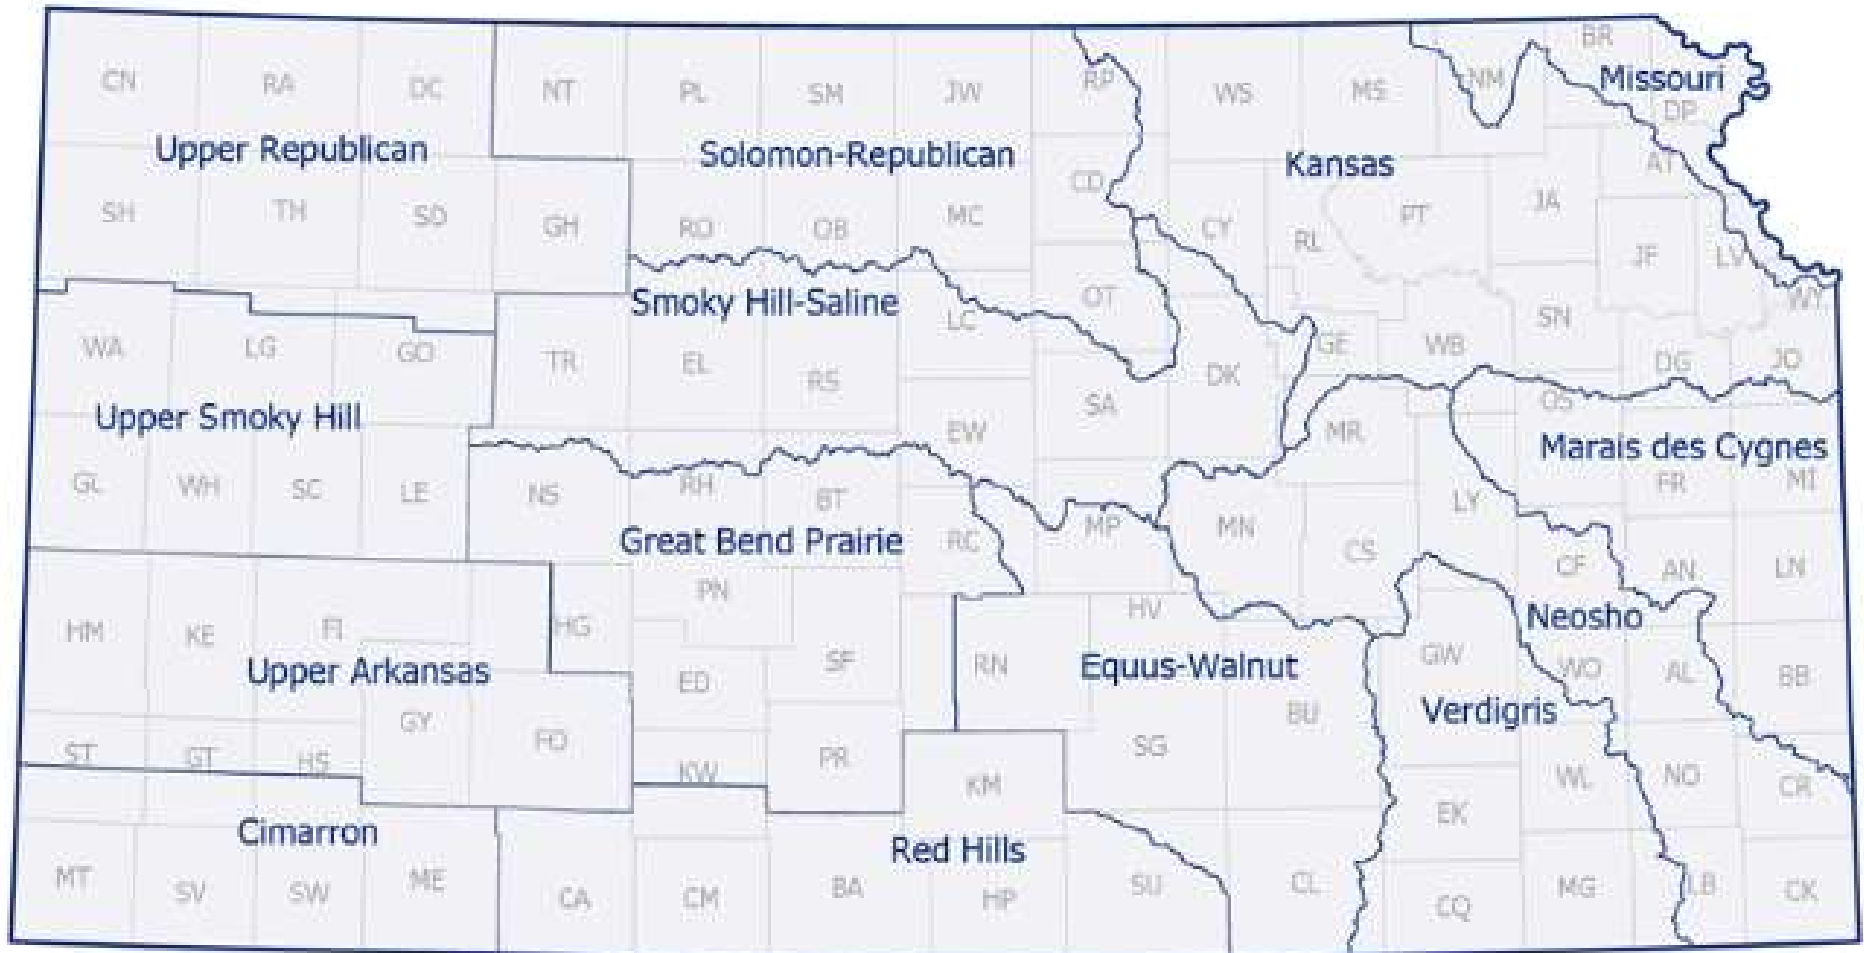 BR
CN RA DC NT PL SM JW RP WS MS NM Missouri
DP
Upper Republican Solomon-Republican Kansas AT
CD
SH TH SD GH RO OB MC CY RL PT JA JF LV
Smoky Hill-Saline OT WY
WA LG GO TR EL RS LC SA DK GE WB SN DG JO
OS
Upper Smoky Hill EW MR Marais des Cygnes
GL WH SC LE NS RH BT LY FR MI
Great Bend Prairie RC MP MN CS CF AN LN
PN
HV Neosho
HM KE FI HG RN Equus-Walnut GW WO AL BB
Upper Arkansas ED SF
GY BU Verdigris
ST GT HS FO KW PR KM SG EK WL NO CR
Cimarron Red Hills
MT SV SW ME CA CM BA HP SU CL CQ MG LB CK